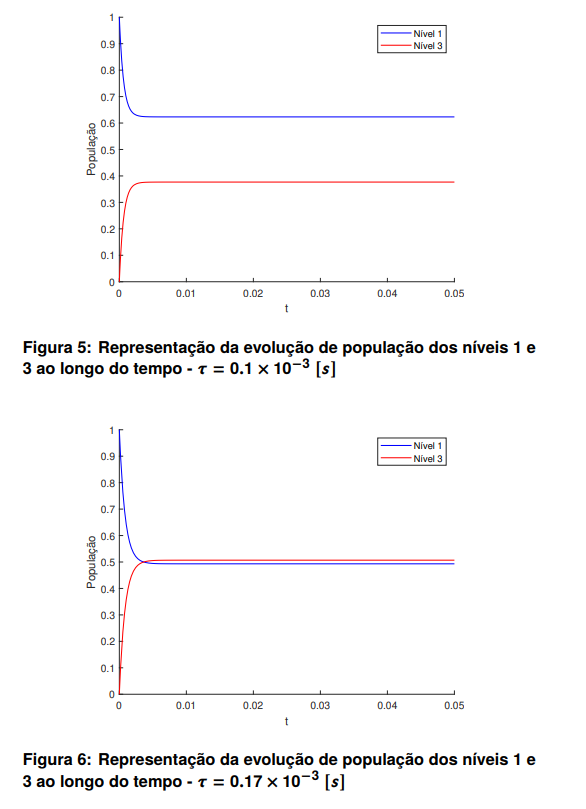 1
0.9
0.8
0.7
0.6
0.5
0.4
0.3
0.2
0.1
0
População
Nível 1
Nível 3
0 0.01 0.02 0.03 0.04 0.05
t
Figura 5: Representação da evolução de população dos níveis 1 e
3 ao longo do tempo - τ = 0.1 × 10⁻³ [s]
1
0.9
0.8
0.7
0.6
0.5
0.4
0.3
0.2
0.1
0
População
Nível 1
Nível 3
0 0.01 0.02 0.03 0.04 0.05
t
Figura 6: Representação da evolução de população dos níveis 1 e
3 ao longo do tempo - τ = 0.17 × 10⁻³ [s]